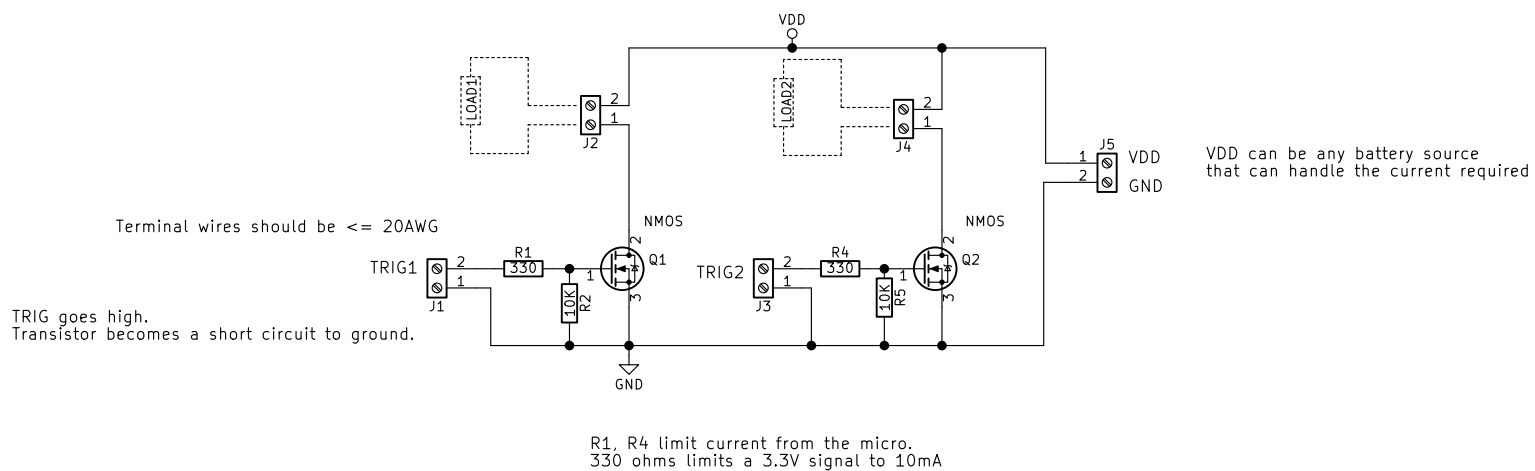 VDD
LOAD1
2
1
J2
LOAD2
2
1
J4
J5
1
VDD
2
GND
VDD can be any battery source
that can handle the current required
Terminal wires should be <= 20AWG
NMOS
2
Q1
1
3
NMOS
2
Q2
1
3
TRIG1
2
1
J1
R1
330
10K
R2
TRIG2
2
1
J3
R4
330
10K
R5
TRIG goes high.
Transistor becomes a short circuit to ground.
GND
R1, R4 limit current from the micro.
330 ohms limits a 3.3V signal to 10mA